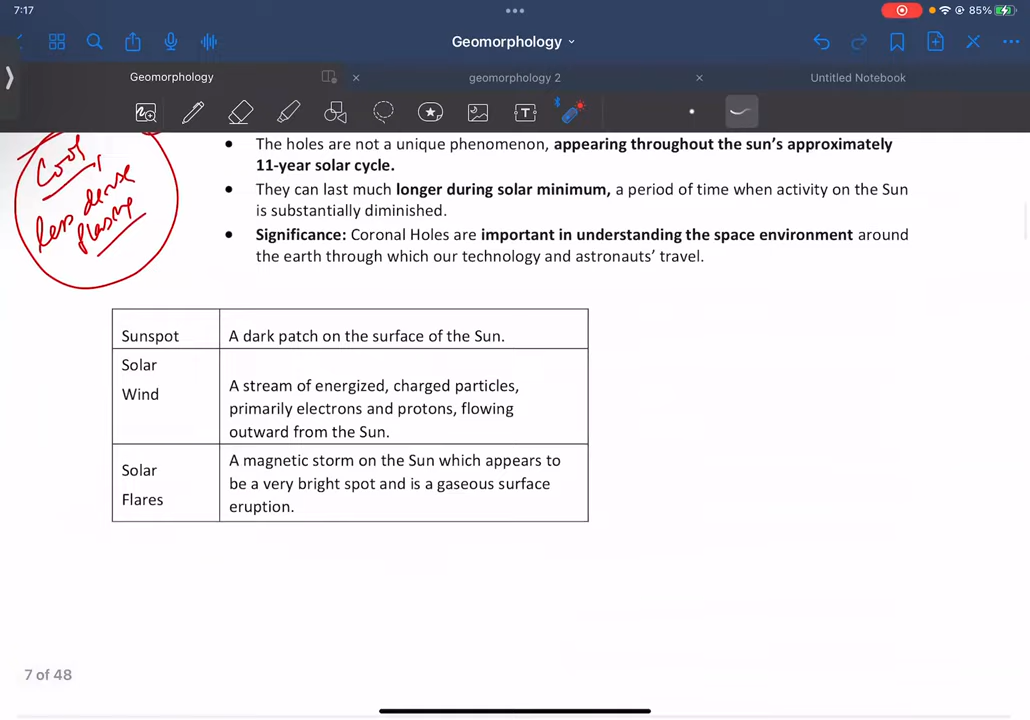 7:17
85%
Geomorphology
Geomorphology
geomorphology 2
Untitled Notebook
Cool,
less dense
plasma
• The holes are not a unique phenomenon, appearing throughout the sun's approximately
11-year solar cycle.
• They can last much longer during solar minimum, a period of time when activity on the Sun
is substantially diminished.
• Significance: Coronal Holes are important in understanding the space environment around
the earth through which our technology and astronauts' travel.
Sunspot
A dark patch on the surface of the Sun.
Solar
Wind
A stream of energized, charged particles,
primarily electrons and protons, flowing
outward from the Sun.
Solar
Flares
A magnetic storm on the Sun which appears to
be a very bright spot and is a gaseous surface
eruption.
7 of 48